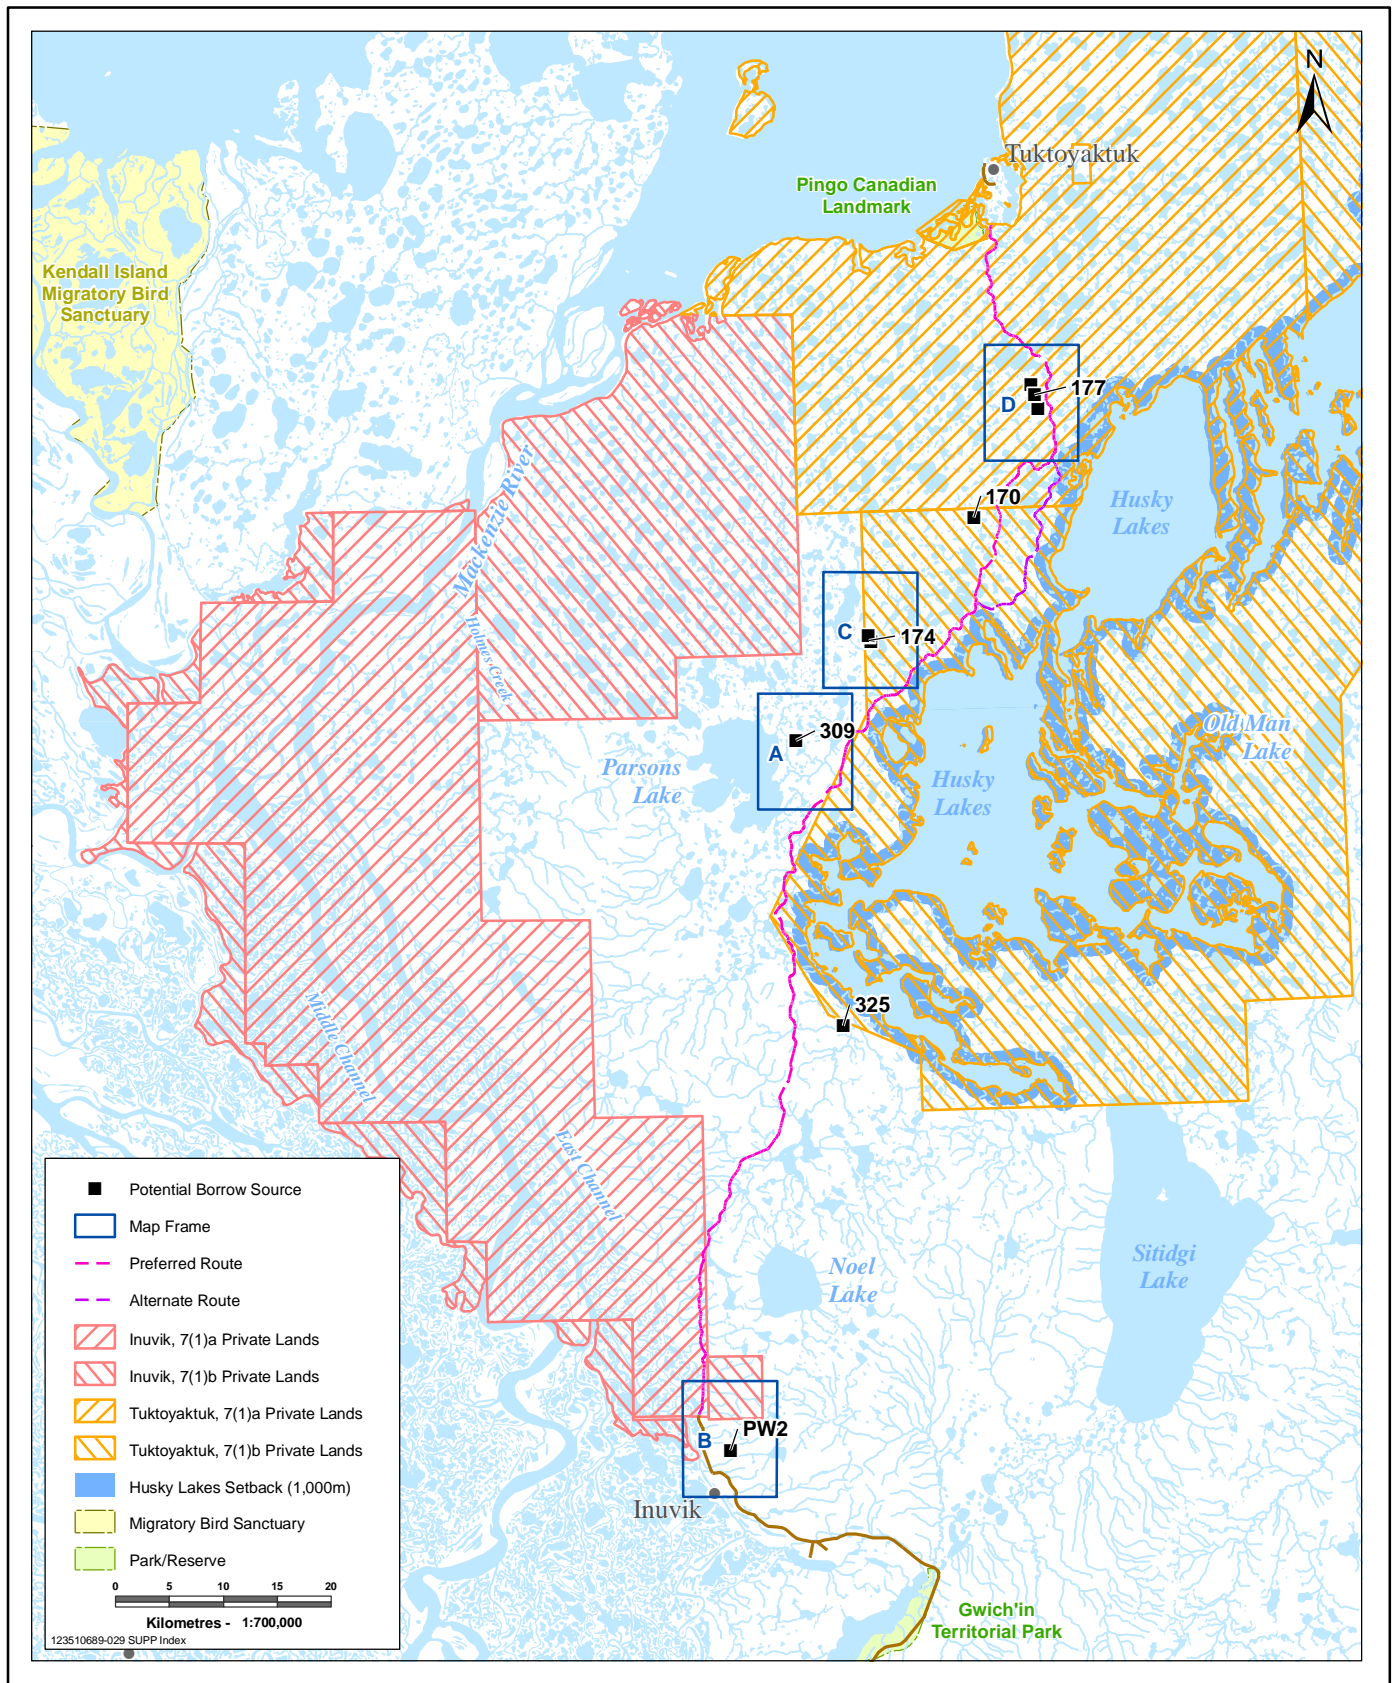 N
Tuktoyaktuk
Pingo Canadian
Landmark
Kendall Island
Migratory Bird
Sanctuary
177
D
Mackenzie River
170
Husky
Lakes
Holmes Creek
C
174
309
A
Parsons
Lake
Old Man
Lake
Husky
Lakes
325
Middle Channel
East Channel
Noel
Lake
Sitidgi
Lake
PW2
B
Inuvik
Gwich'in
Territorial Park
Potential Borrow Source
Map Frame
Preferred Route
Alternate Route
Inuvik, 7(1)a Private Lands
Inuvik, 7(1)b Private Lands
Tuktoyaktuk, 7(1)a Private Lands
Tuktoyaktuk, 7(1)b Private Lands
Husky Lakes Setback (1,000m)
Migratory Bird Sanctuary
Park/Reserve
0 5 10 15 20
Kilometres - 1:700,000
123510689-029 SUPP Index